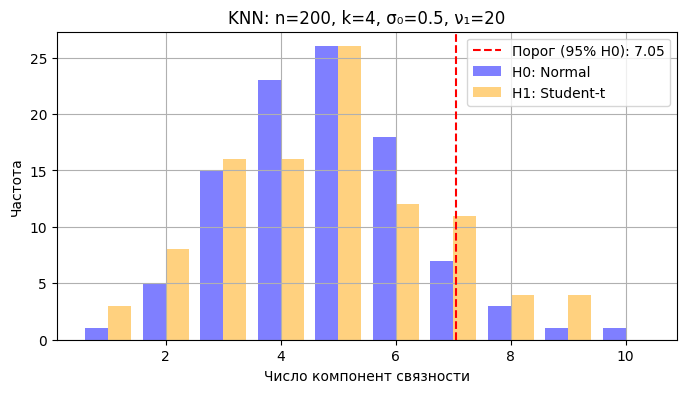 KNN: n=200, k=4, σ₀=0.5, ν₁=20
Порог (95% H0): 7.05
H0: Normal
H1: Student-t
Частота
25
20
15
10
5
0
2 4 6 8 10
Число компонент связности